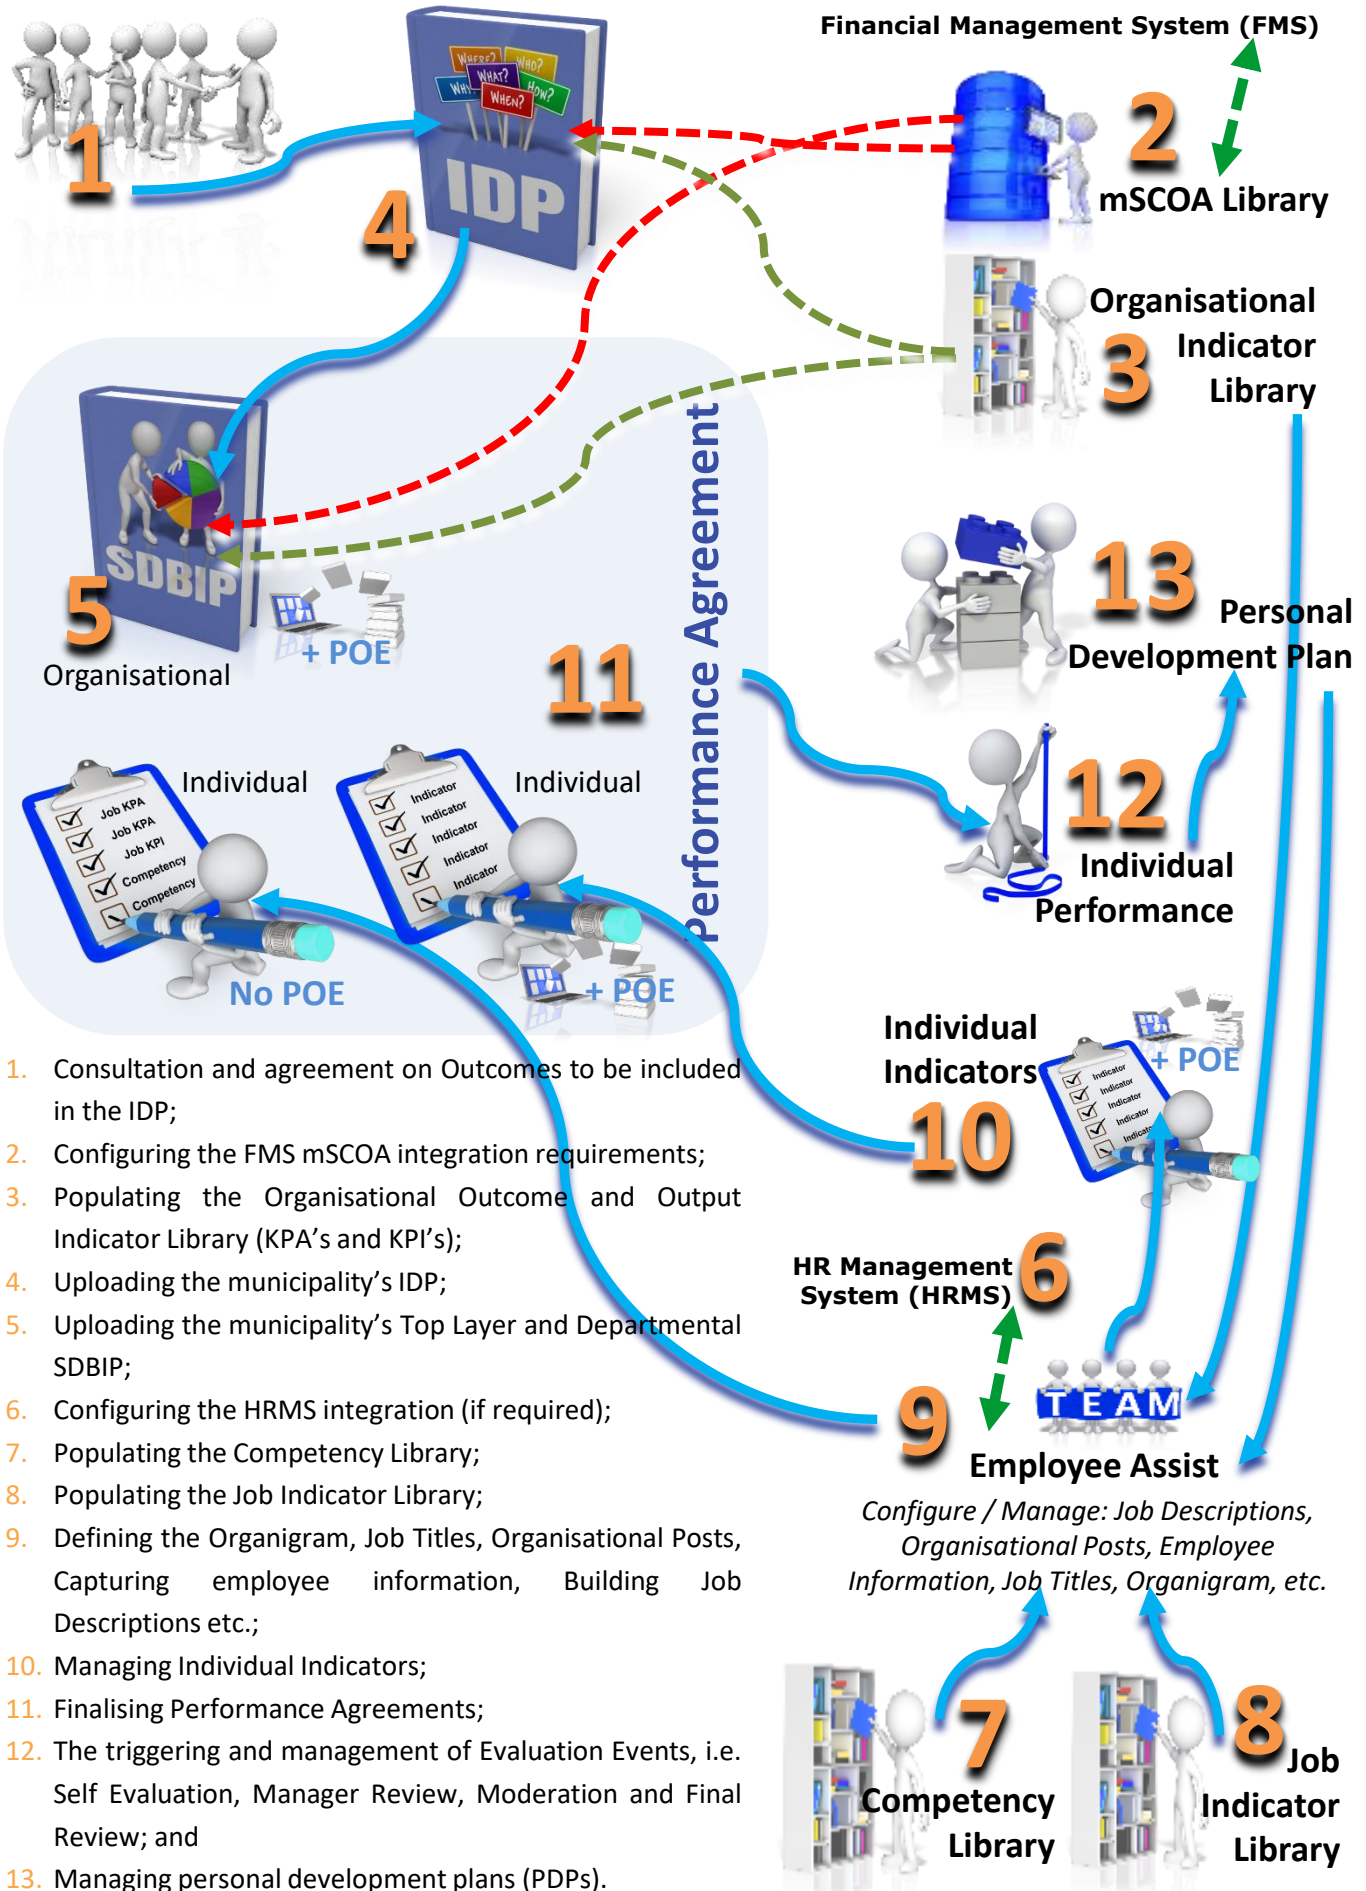 Financial Management System (FMS)
WHERE?
WHO?
WHY?
WHAT?
HOW?
WHEN?
IDP
1
2
mSCOA Library
4
Organisational
Indicator
Library
3
SDBIP
5
+ POE
Organisational
11
Performance Agreement
13
Personal
Development Plan
12
Individual
Performance
Individual
Job KPA
Job KPA
Job KPI
Competency
Competency
No POE
Individual
Indicator
Indicator
Indicator
Indicator
Indicator
+ POE
Individual
Indicators
10
+ POE
Indicator
Indicator
Indicator
Indicator
Indicator
HR Management
System (HRMS)
6
TEAM
9
Employee Assist
Configure / Manage: Job Descriptions,
Organisational Posts, Employee
Information, Job Titles, Organigram, etc.
7
Competency
Library
8
Job
Indicator
Library
1. Consultation and agreement on Outcomes to be included
in the IDP;
2. Configuring the FMS mSCOA integration requirements;
3. Populating the Organisational Outcome and Output
Indicator Library (KPA's and KPI's);
4. Uploading the municipality's IDP;
5. Uploading the municipality's Top Layer and Departmental
SDBIP;
6. Configuring the HRMS integration (if required);
7. Populating the Competency Library;
8. Populating the Job Indicator Library;
9. Defining the Organigram, Job Titles, Organisational Posts,
Capturing employee information, Building Job
Descriptions etc.;
10. Managing Individual Indicators;
11. Finalising Performance Agreements;
12. The triggering and management of Evaluation Events, i.e.
Self Evaluation, Manager Review, Moderation and Final
Review; and
13. Managing personal development plans (PDPs).